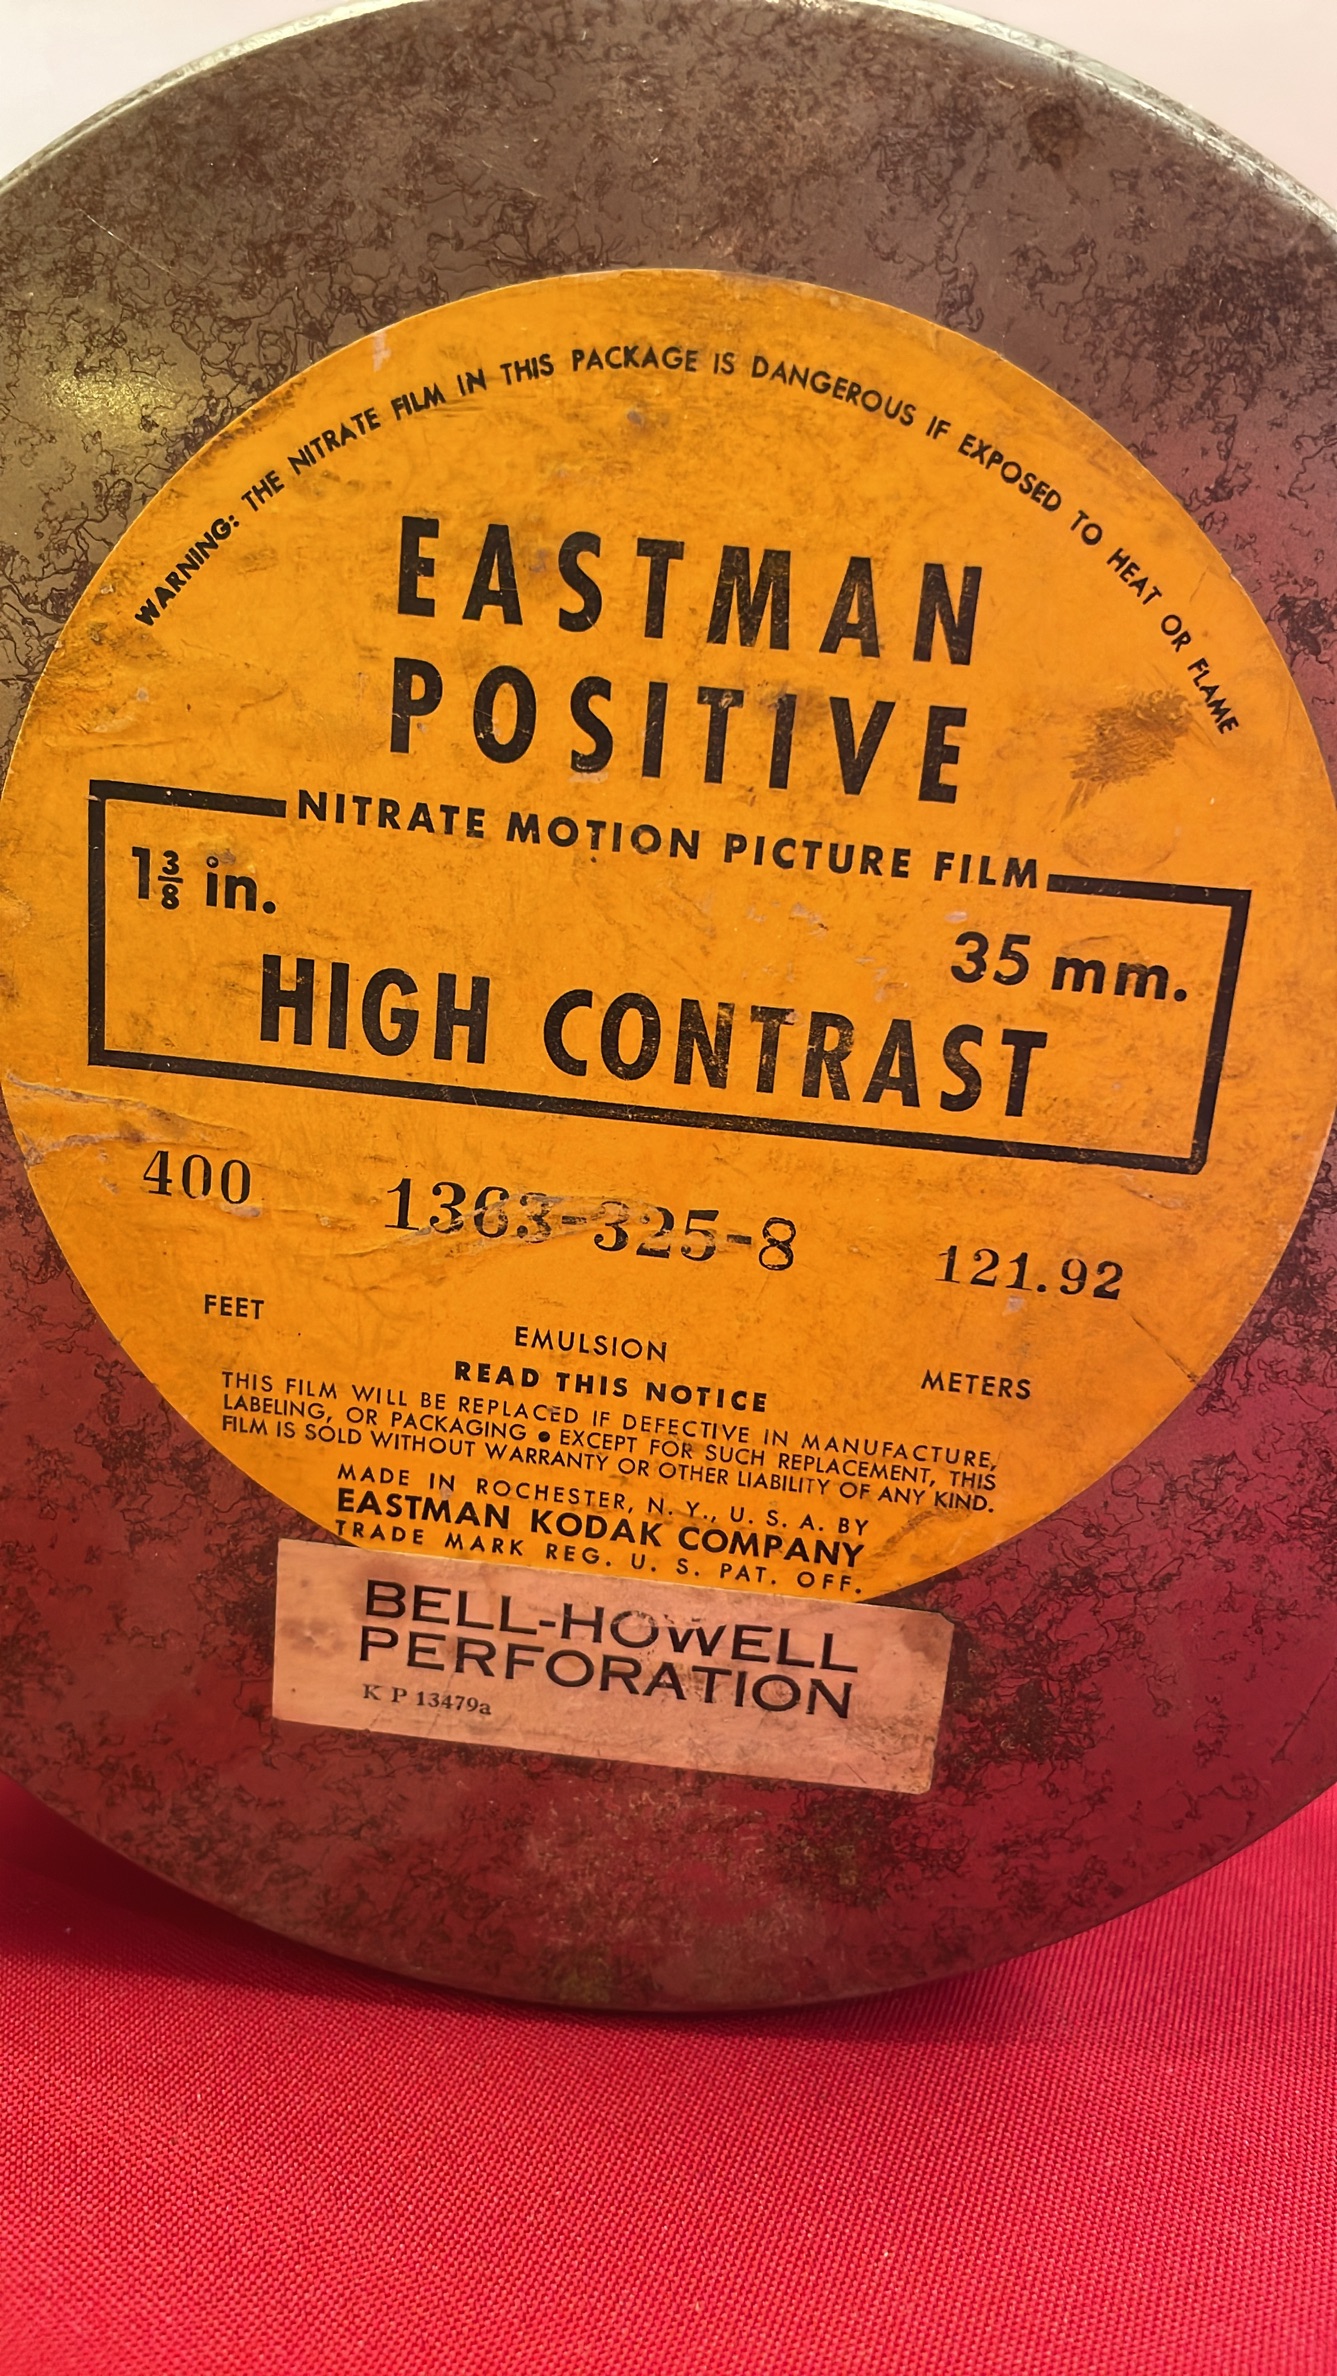 WARNING: THE NITRATE FILM IN THIS PACKAGE IS DANGEROUS IF EXPOSED TO HEAT OR FLAME
EASTMAN
POSITIVE
NITRATE MOTION PICTURE FILM
1 3/8 in.
35 mm.
HIGH CONTRAST
400 1363-325-8 121.92
FEET EMULSION METERS
READ THIS NOTICE
THIS FILM WILL BE REPLACED IF DEFECTIVE IN MANUFACTURE,
LABELING, OR PACKAGING • EXCEPT FOR SUCH REPLACEMENT, THIS
FILM IS SOLD WITHOUT WARRANTY OR OTHER LIABILITY OF ANY KIND.
MADE IN ROCHESTER, N. Y., U. S. A. BY
EASTMAN KODAK COMPANY
TRADE MARK REG. U. S. PAT. OFF.
BELL-HOWELL
PERFORATION
K P 13479a